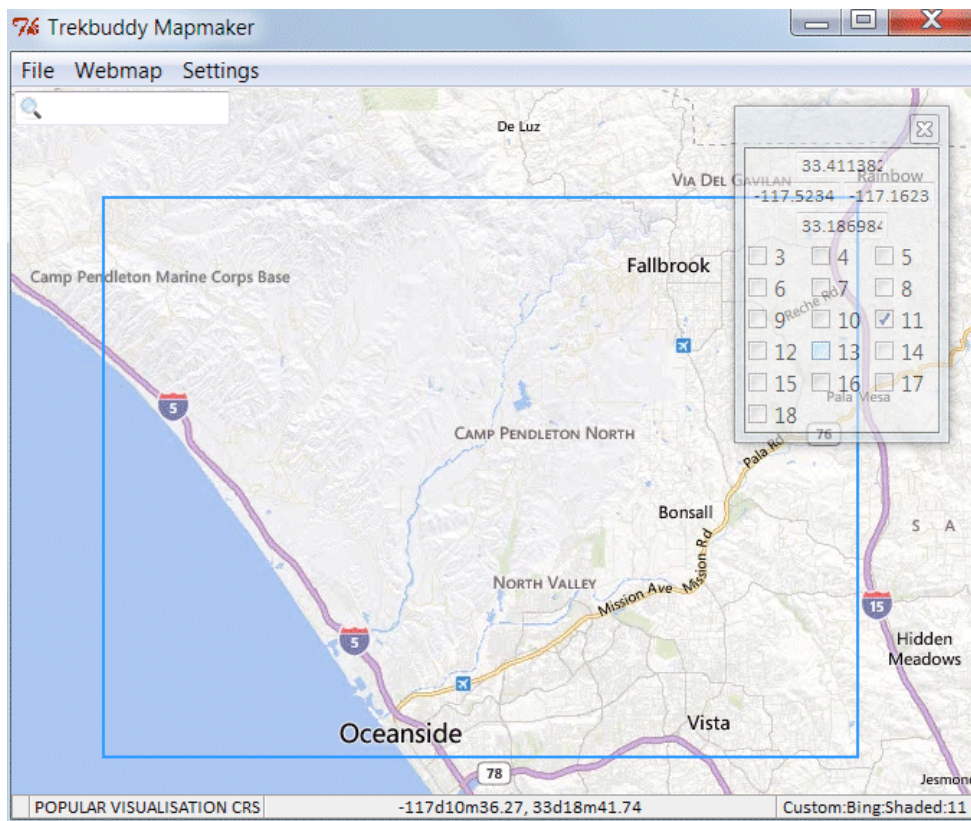 Trekbuddy Mapmaker
File Webmap Settings
De Luz
VIA DEL GAVILAN
Rainbow
33.411382
-117.5234 -117.1623
33.186984
3 4 5
6 7 8
9 10 11
12 13 14
15 16 17
18
Reche Rd
Pala Mesa
Camp Pendleton Marine Corps Base
Fallbrook
5
CAMP PENDLETON NORTH
76
Pala Rd
Bonsall
S A
Mission Rd
NORTH VALLEY
Mission Ave
15
5
Hidden
Meadows
Oceanside
Vista
78
Jesmond
POPULAR VISUALISATION CRS -117d10m36.27, 33d18m41.74 Custom:Bing:Shaded:11